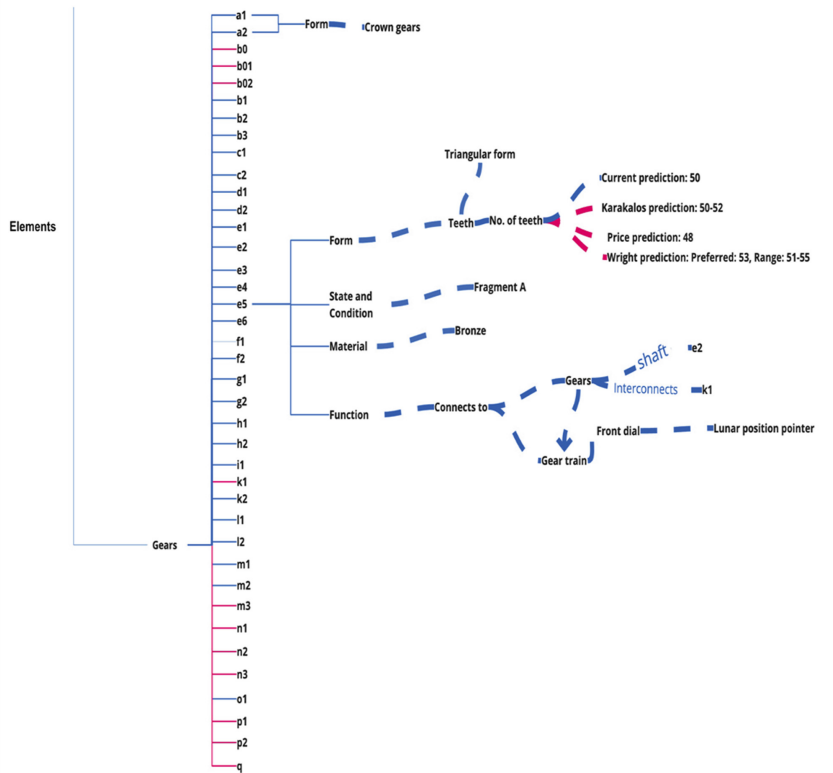 Elements
Gears
a1
a2
Form
Crown gears
b0
b01
b02
b1
b2
b3
c1
c2
d1
d2
e1
e2
e3
e4
e5
e6
f1
f2
g1
g2
h1
h2
i1
k1
k2
l1
l2
m1
m2
m3
n1
n2
n3
o1
p1
p2
q
Form
Teeth
Triangular form
No. of teeth
Current prediction: 50
Karakalos prediction: 50-52
Price prediction: 48
Wright prediction: Preferred: 53, Range: 51-55
State and
Condition
Fragment A
Material
Bronze
Function
Connects to
Gears
shaft
e2
Interconnects
k1
Gear train
Front dial
Lunar position pointer